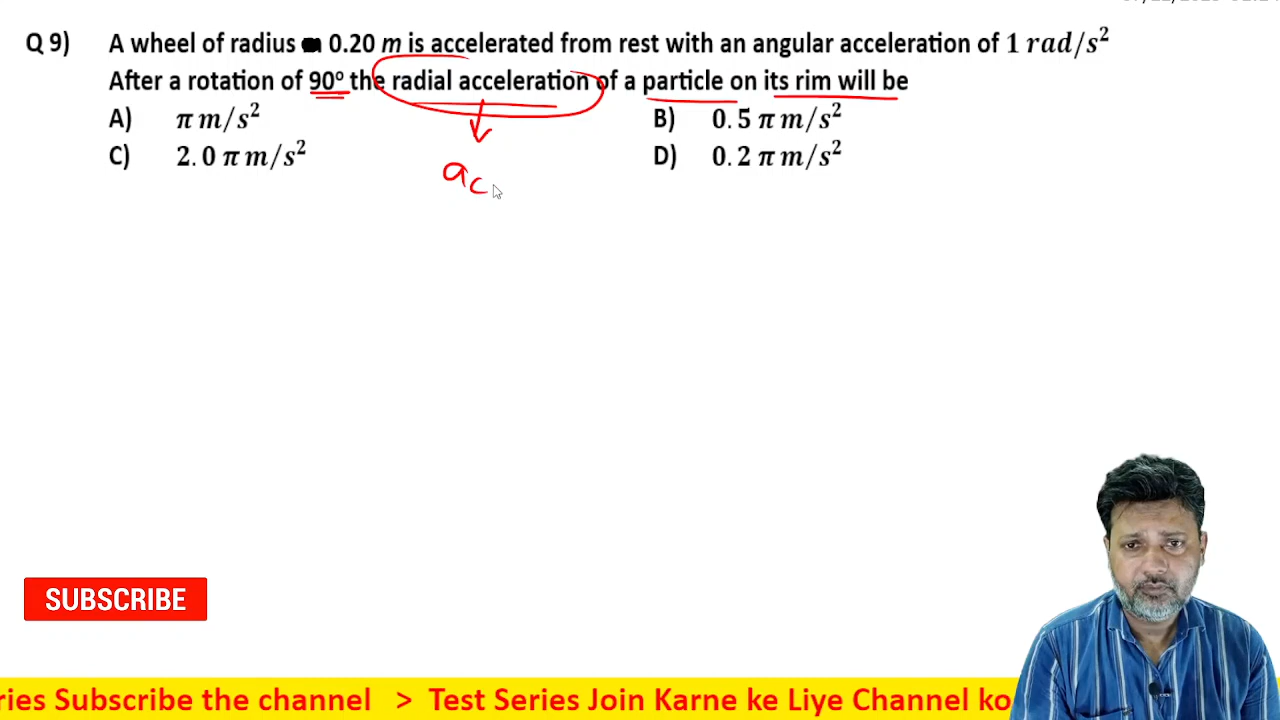 Q 9) A wheel of radius 0.20 m is accelerated from rest with an angular acceleration of 1 rad/s²
After a rotation of 90° the radial acceleration of a particle on its rim will be
A) π m/s² B) 0.5 π m/s²
C) 2.0 π m/s² D) 0.2 π m/s²
ac
SUBSCRIBE
ries Subscribe the channel > Test Series Join Karne ke Liye Channel ko